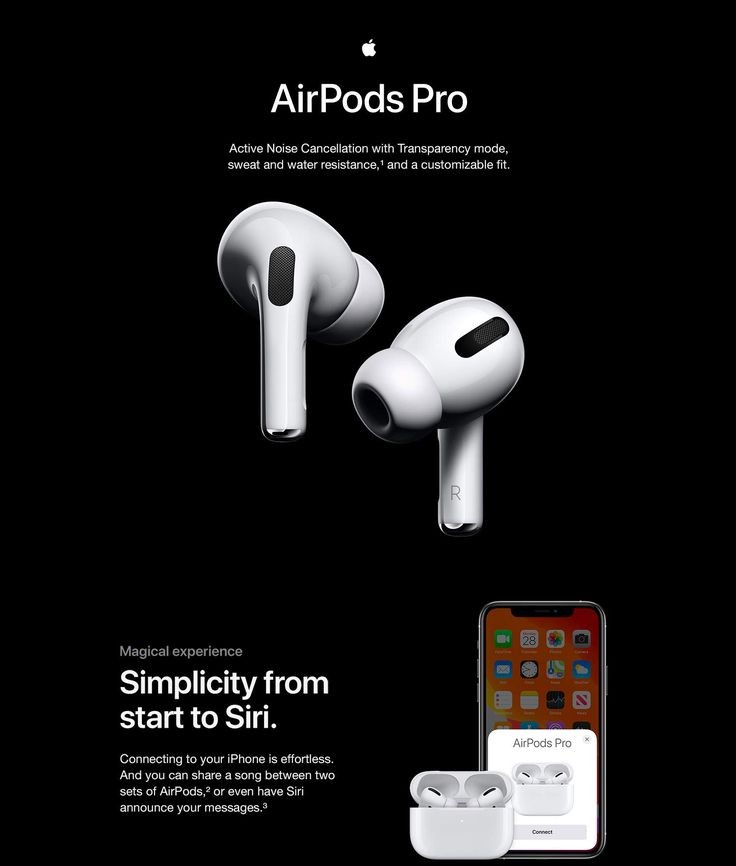 AirPods Pro
Active Noise Cancellation with Transparency mode,
sweat and water resistance,¹ and a customizable fit.
R
Magical experience
Simplicity from
start to Siri.
Connecting to your iPhone is effortless.
And you can share a song between two
sets of AirPods,² or even have Siri
announce your messages.³
28
AirPods Pro
Connect